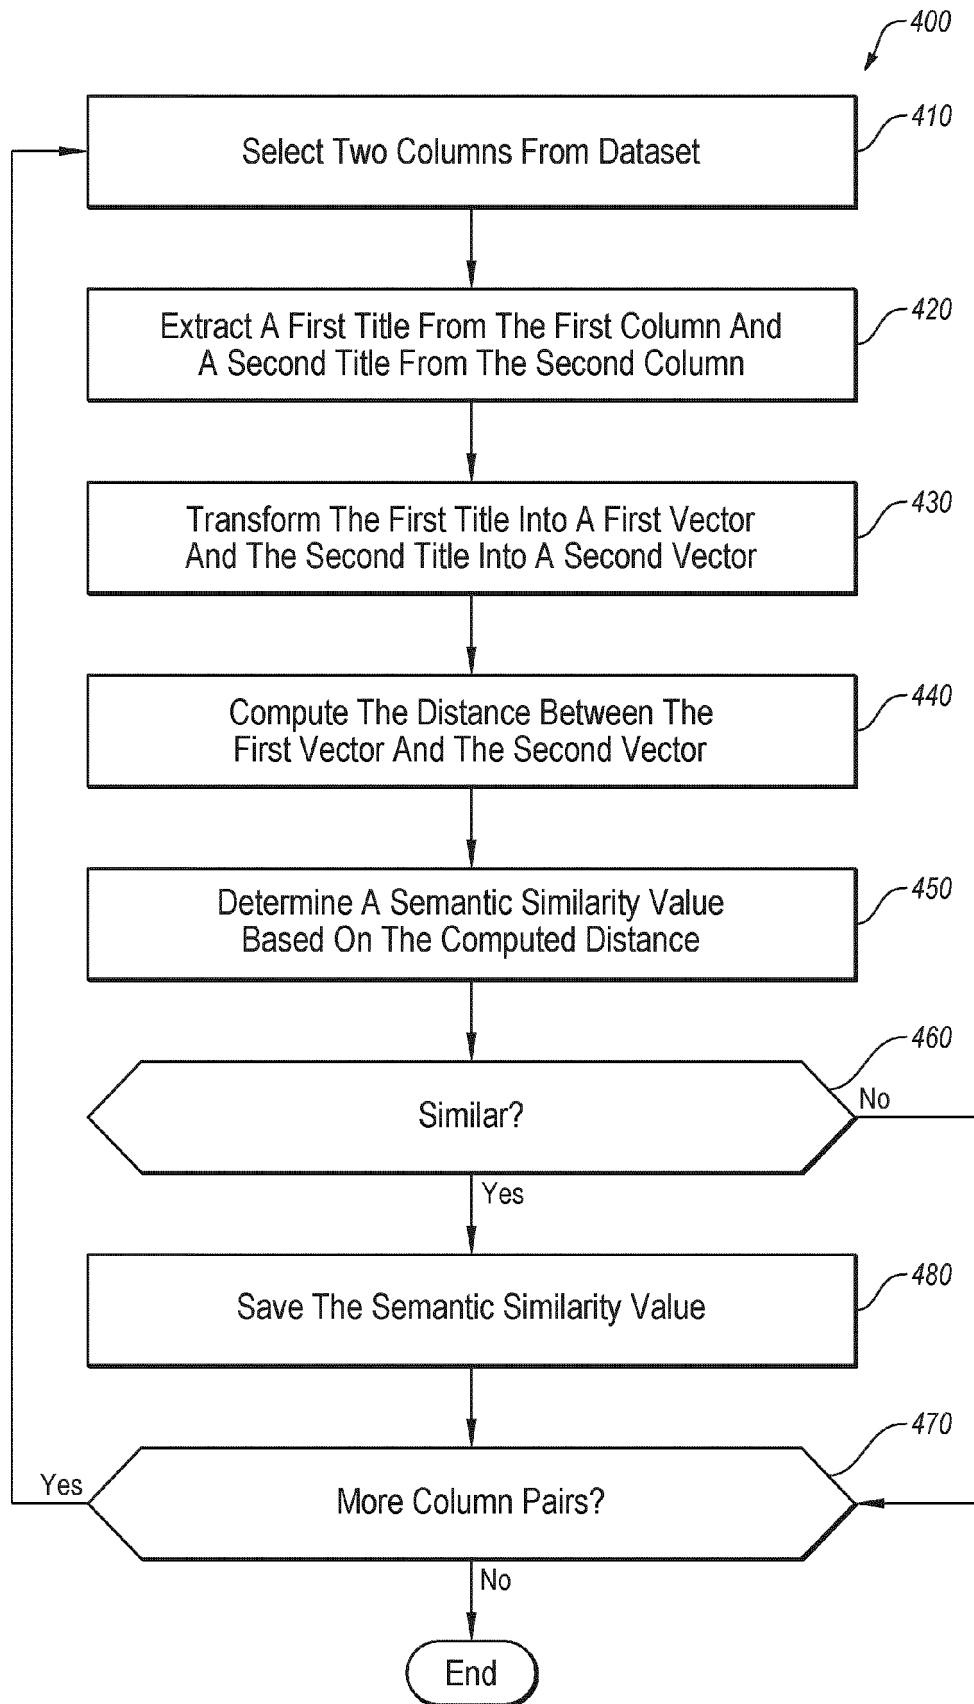 400
410
Select Two Columns From Dataset
420
Extract A First Title From The First Column And
A Second Title From The Second Column
430
Transform The First Title Into A First Vector
And The Second Title Into A Second Vector
440
Compute The Distance Between The
First Vector And The Second Vector
450
Determine A Semantic Similarity Value
Based On The Computed Distance
460
Similar?
No
Yes
480
Save The Semantic Similarity Value
470
Yes
More Column Pairs?
No
End